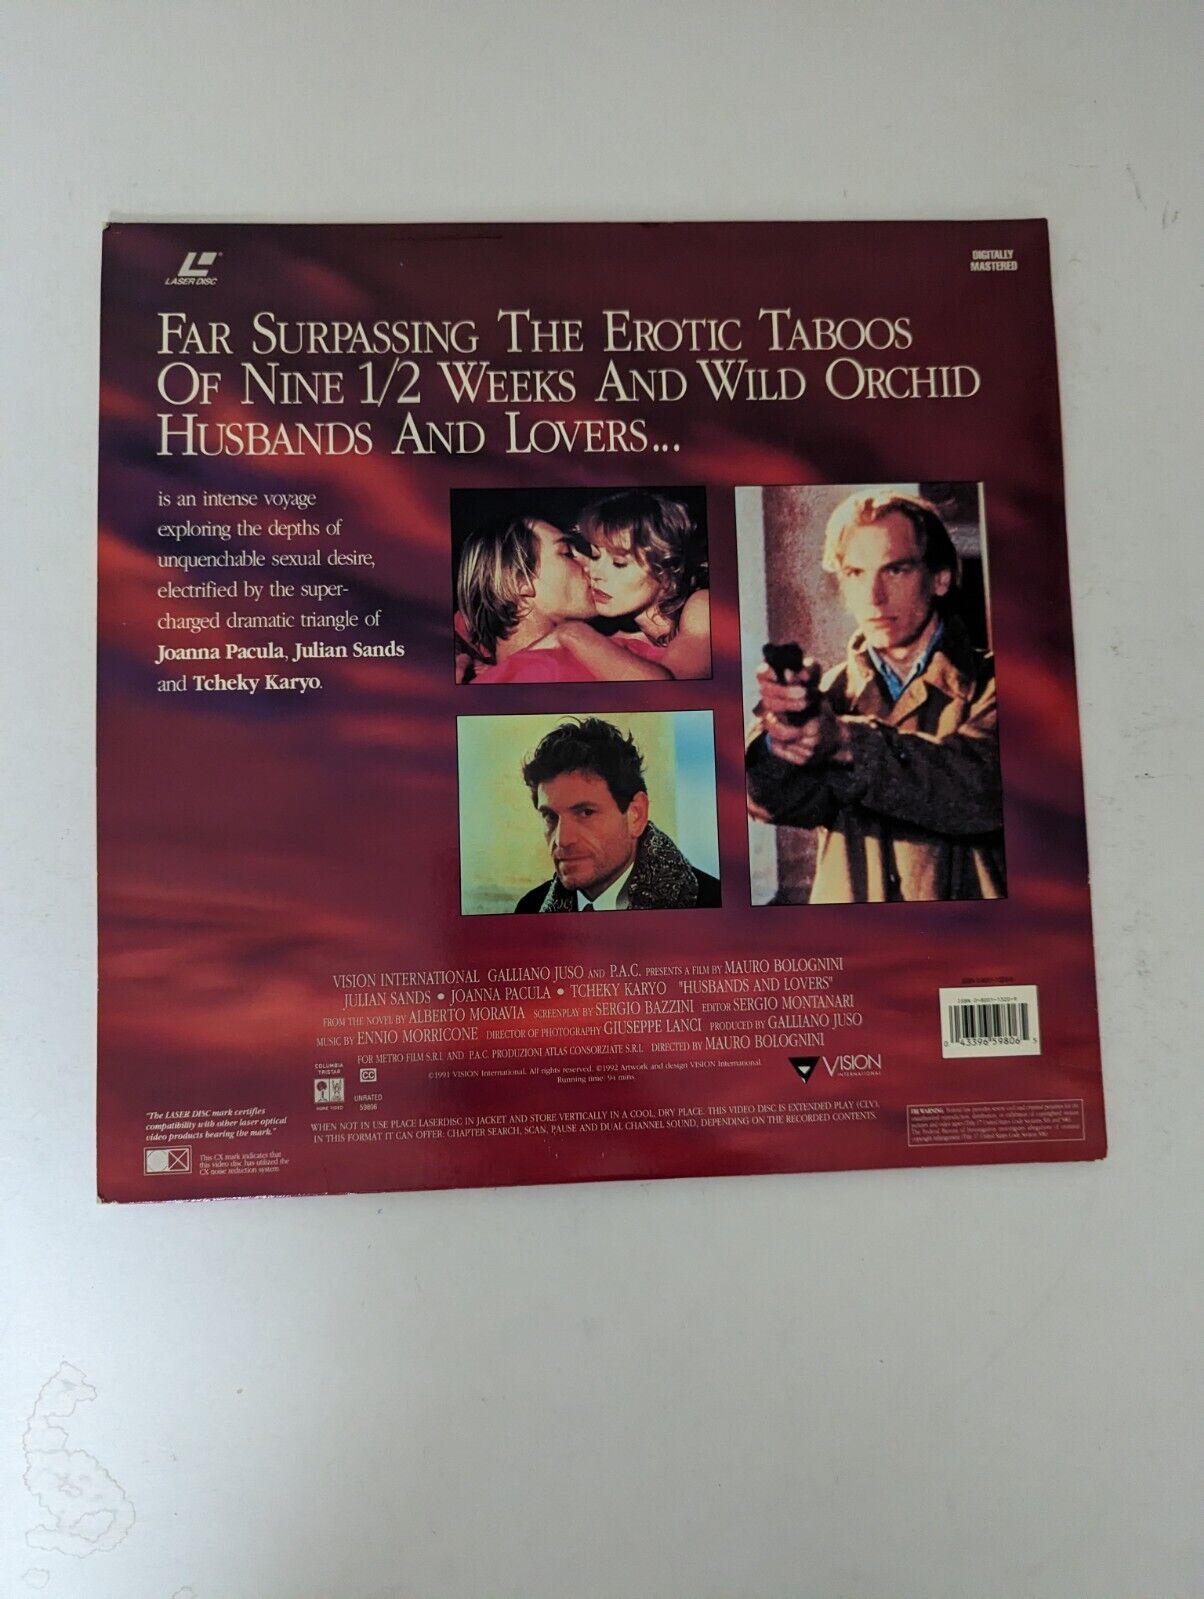 LASER DISC
DIGITALLY
MASTERED
FAR SURPASSING THE EROTIC TABOOS
OF NINE 1/2 WEEKS AND WILD ORCHID
HUSBANDS AND LOVERS...
is an intense voyage
exploring the depths of
unquenchable sexual desire,
electrified by the super-
charged dramatic triangle of
Joanna Pacula, Julian Sands
and Tcheky Karyo.
VISION INTERNATIONAL GALLIANO JUSO AND P.A.C. PRESENTS A FILM BY MAURO BOLOGNINI
JULIAN SANDS • JOANNA PACULA • TCHEKY KARYO "HUSBANDS AND LOVERS"
FROM THE NOVEL BY ALBERTO MORAVIA SCREENPLAY BY SERGIO BAZZINI EDITOR SERGIO MONTANARI
MUSIC BY ENNIO MORRICONE DIRECTOR OF PHOTOGRAPHY GIUSEPPE LANCI PRODUCED BY GALLIANO JUSO
FOR METRO FILM S.R.L. AND P.A.C. PRODUZIONI ATLAS CONSORZIATE S.R.L. DIRECTED BY MAURO BOLOGNINI
©1991 VISION International. All rights reserved. ©1992 Artwork and design VISION International.
Running time: 94 mins.
COLUMBIA
TRISTAR
HOME VIDEO
CC
UNRATED
59806
VISION
INTERNATIONAL
0 43396 59806 5
"The LASER DISC mark certifies
compatibility with other laser optical
video products bearing the mark."
This CX mark indicates that
this video disc has utilized the
CX noise reduction system
WHEN NOT IN USE PLACE LASERDISC IN JACKET AND STORE VERTICALLY IN A COOL, DRY PLACE. THIS VIDEO DISC IS EXTENDED PLAY (CLV).
IN THIS FORMAT IT CAN OFFER: CHAPTER SEARCH, SCAN, PAUSE AND DUAL CHANNEL SOUND, DEPENDING ON THE RECORDED CONTENTS.